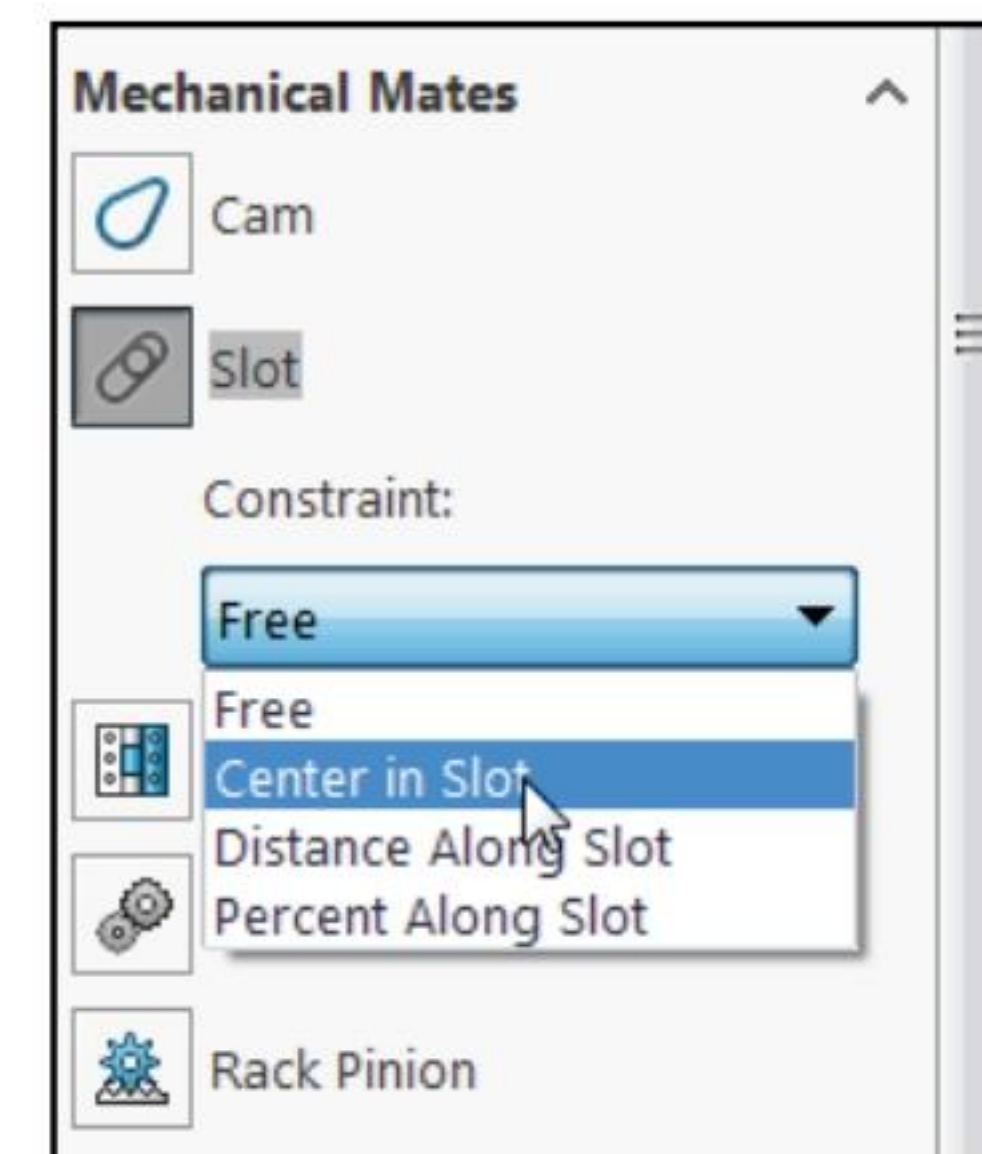 Mechanical Mates
Cam
Slot
Constraint:
Free
Free
Center in Slot
Distance Along Slot
Percent Along Slot
Rack Pinion